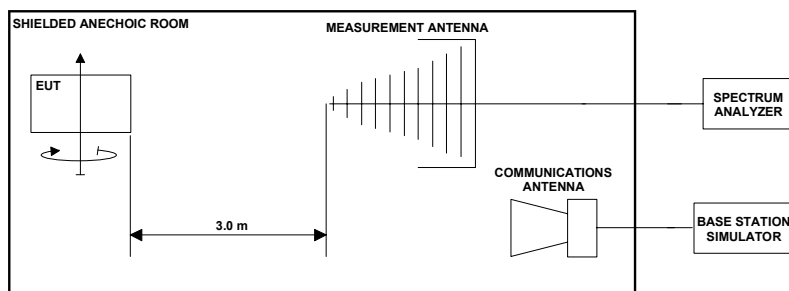 SHIELDED ANECHOIC ROOM
MEASUREMENT ANTENNA
EUT
SPECTRUM
ANALYZER
COMMUNICATIONS
ANTENNA
3.0 m
BASE STATION
SIMULATOR